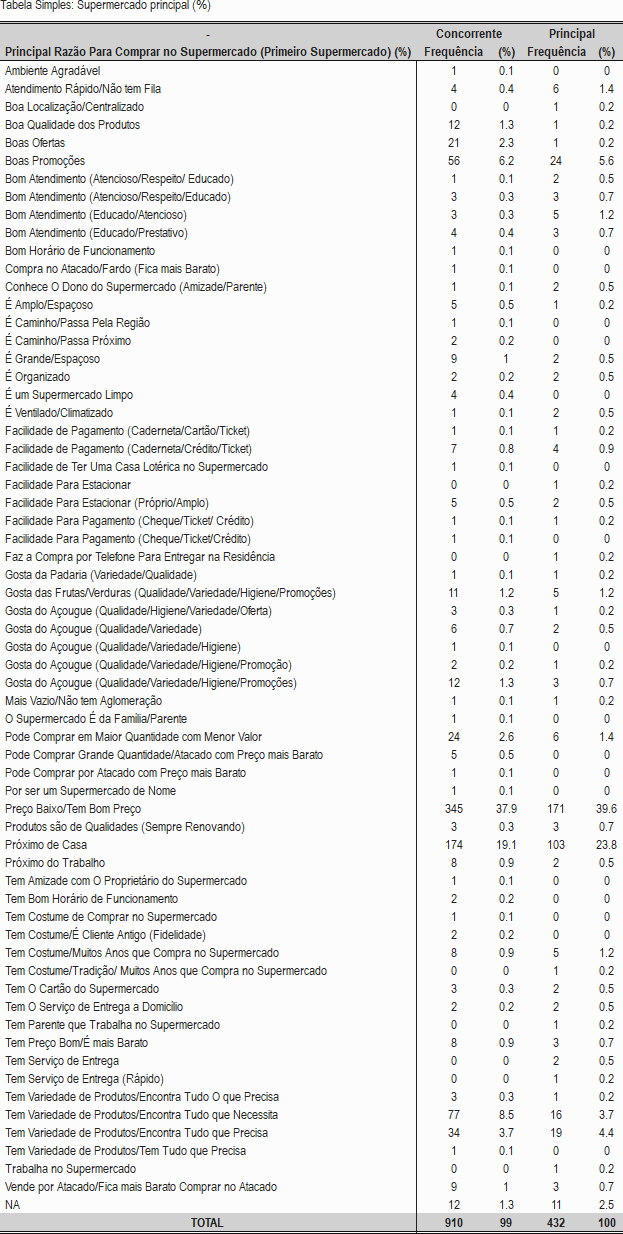 Tabela Simples: Supermercado principal (%)
- Concorrente Principal
Principal Razão Para Comprar no Supermercado (Primeiro Supermercado) (%) Frequência (%) Frequência (%)
Ambiente Agradável 1 0.1 0 0
Atendimento Rápido/Não tem Fila 4 0.4 6 1.4
Boa Localização/Centralizado 0 0 1 0.2
Boa Qualidade dos Produtos 12 1.3 1 0.2
Boas Ofertas 21 2.3 1 0.2
Boas Promoções 56 6.2 24 5.6
Bom Atendimento (Atencioso/Respeito/ Educado) 1 0.1 2 0.5
Bom Atendimento (Atencioso/Respeito/Educado) 3 0.3 3 0.7
Bom Atendimento (Educado/Atencioso) 3 0.3 5 1.2
Bom Atendimento (Educado/Prestativo) 4 0.4 3 0.7
Bom Horário de Funcionamento 1 0.1 0 0
Compra no Atacado/Fardo (Fica mais Barato) 1 0.1 0 0
Conhece O Dono do Supermercado (Amizade/Parente) 1 0.1 2 0.5
É Amplo/Espaçoso 5 0.5 1 0.2
É Caminho/Passa Pela Região 1 0.1 0 0
É Caminho/Passa Próximo 2 0.2 0 0
É Grande/Espaçoso 9 1 2 0.5
É Organizado 2 0.2 2 0.5
É um Supermercado Limpo 4 0.4 0 0
É Ventilado/Climatizado 1 0.1 2 0.5
Facilidade de Pagamento (Caderneta/Cartão/Ticket) 1 0.1 1 0.2
Facilidade de Pagamento (Caderneta/Crédito/Ticket) 7 0.8 4 0.9
Facilidade de Ter Uma Casa Lotérica no Supermercado 1 0.1 0 0
Facilidade Para Estacionar 0 0 1 0.2
Facilidade Para Estacionar (Próprio/Amplo) 5 0.5 2 0.5
Facilidade Para Pagamento (Cheque/Ticket/ Crédito) 1 0.1 1 0.2
Facilidade Para Pagamento (Cheque/Ticket/Crédito) 1 0.1 0 0
Faz a Compra por Telefone Para Entregar na Residência 0 0 1 0.2
Gosta da Padaria (Variedade/Qualidade) 1 0.1 1 0.2
Gosta das Frutas/Verduras (Qualidade/Variedade/Higiene/Promoções) 11 1.2 5 1.2
Gosta do Açougue (Qualidade/Higiene/Variedade/Oferta) 3 0.3 1 0.2
Gosta do Açougue (Qualidade/Variedade) 6 0.7 2 0.5
Gosta do Açougue (Qualidade/Variedade/Higiene) 1 0.1 0 0
Gosta do Açougue (Qualidade/Variedade/Higiene/Promoção) 2 0.2 1 0.2
Gosta do Açougue (Qualidade/Variedade/Higiene/Promoções) 12 1.3 3 0.7
Mais Vazio/Não tem Aglomeração 1 0.1 1 0.2
O Supermercado É da Família/Parente 1 0.1 0 0
Pode Comprar em Maior Quantidade com Menor Valor 24 2.6 6 1.4
Pode Comprar Grande Quantidade/Atacado com Preço mais Barato 5 0.5 0 0
Pode Comprar por Atacado com Preço mais Barato 1 0.1 0 0
Por ser um Supermercado de Nome 1 0.1 0 0
Preço Baixo/Tem Bom Preço 345 37.9 171 39.6
Produtos são de Qualidades (Sempre Renovando) 3 0.3 3 0.7
Próximo de Casa 174 19.1 103 23.8
Próximo do Trabalho 8 0.9 2 0.5
Tem Amizade com O Proprietário do Supermercado 1 0.1 0 0
Tem Bom Horário de Funcionamento 2 0.2 0 0
Tem Costume de Comprar no Supermercado 1 0.1 0 0
Tem Costume/É Cliente Antigo (Fidelidade) 2 0.2 0 0
Tem Costume/Muitos Anos que Compra no Supermercado 8 0.9 5 1.2
Tem Costume/Tradição/ Muitos Anos que Compra no Supermercado 0 0 1 0.2
Tem O Cartão do Supermercado 3 0.3 2 0.5
Tem O Serviço de Entrega a Domicílio 2 0.2 2 0.5
Tem Parente que Trabalha no Supermercado 0 0 1 0.2
Tem Preço Bom/É mais Barato 8 0.9 3 0.7
Tem Serviço de Entrega 0 0 2 0.5
Tem Serviço de Entrega (Rápido) 0 0 1 0.2
Tem Variedade de Produtos/Encontra Tudo O que Precisa 3 0.3 1 0.2
Tem Variedade de Produtos/Encontra Tudo que Necessita 77 8.5 16 3.7
Tem Variedade de Produtos/Encontra Tudo que Precisa 34 3.7 19 4.4
Tem Variedade de Produtos/Tem Tudo que Precisa 1 0.1 0 0
Trabalha no Supermercado 0 0 1 0.2
Vende por Atacado/Fica mais Barato Comprar no Atacado 9 1 3 0.7
NA 12 1.3 11 2.5
TOTAL 910 99 432 100